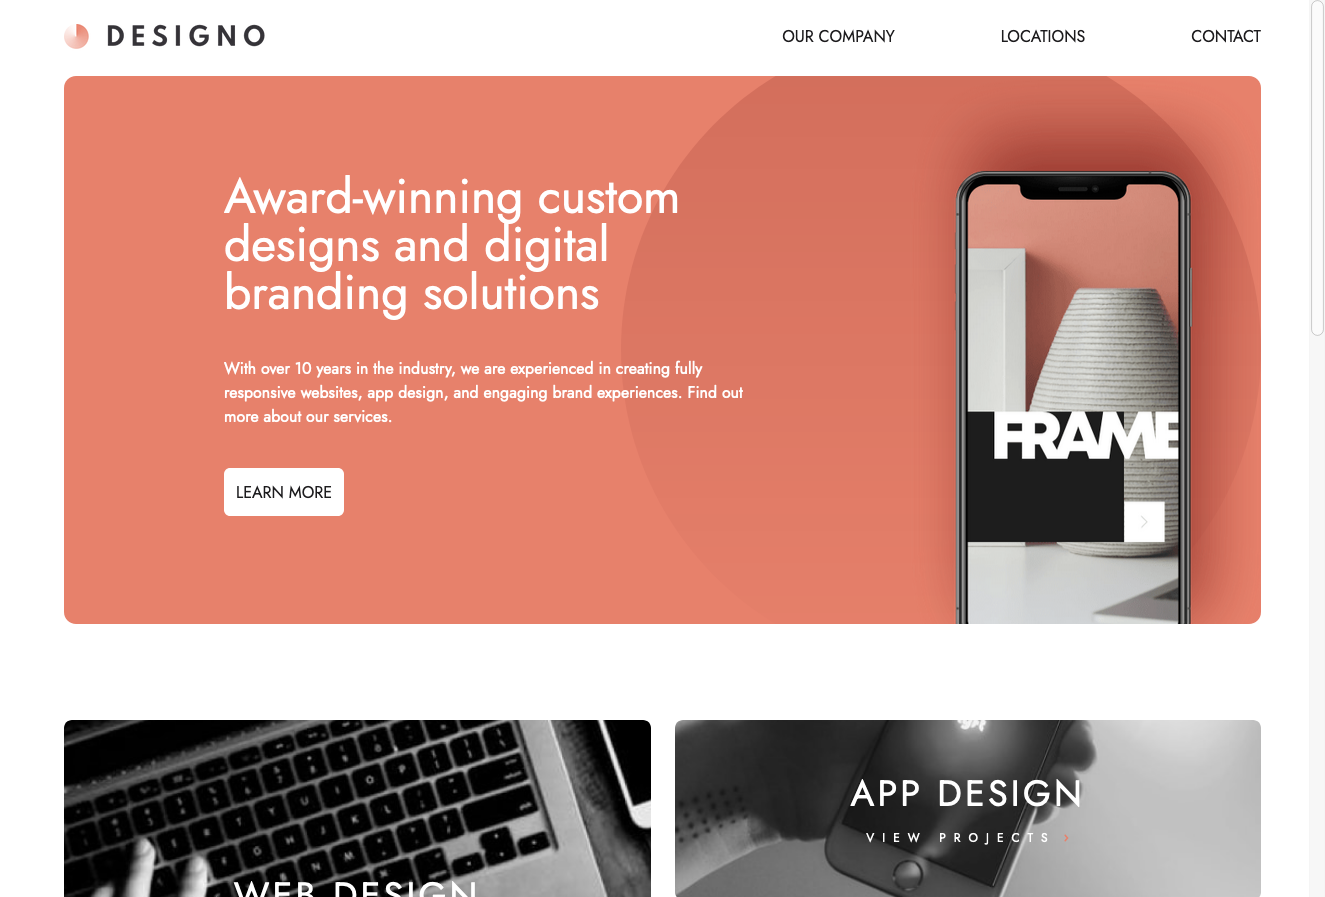 DESIGNO
OUR COMPANY LOCATIONS CONTACT
Award-winning custom
designs and digital
branding solutions
With over 10 years in the industry, we are experienced in creating fully
responsive websites, app design, and engaging brand experiences. Find out
more about our services.
LEARN MORE
FRAME
APP DESIGN
VIEW PROJECTS
WEB DESIGN